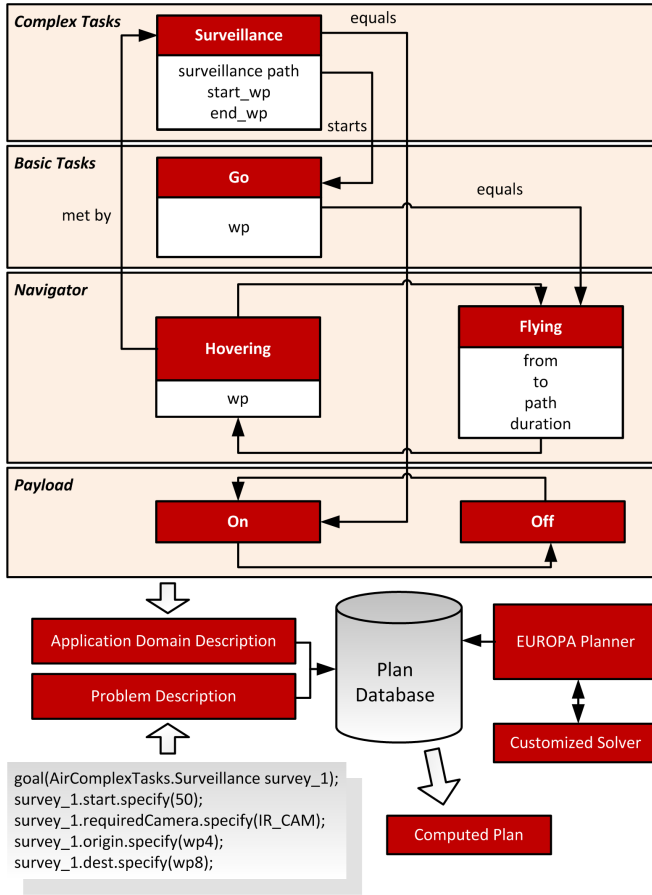 Complex Tasks
equals
Surveillance
surveillance path
start_wp
end_wp
starts
Basic Tasks
Go
equals
met by
wp
Navigator
Flying
Hovering
from
to
wp
path
duration
Payload
On
Off
Application Domain Description
EUROPA Planner
Plan
Database
Problem Description
Customized Solver
goal(AirComplexTasks.Surveillance survey_1);
survey_1.start.specify(50);
survey_1.requiredCamera.specify(IR_CAM);
survey_1.origin.specify(wp4);
survey_1.dest.specify(wp8);
Computed Plan